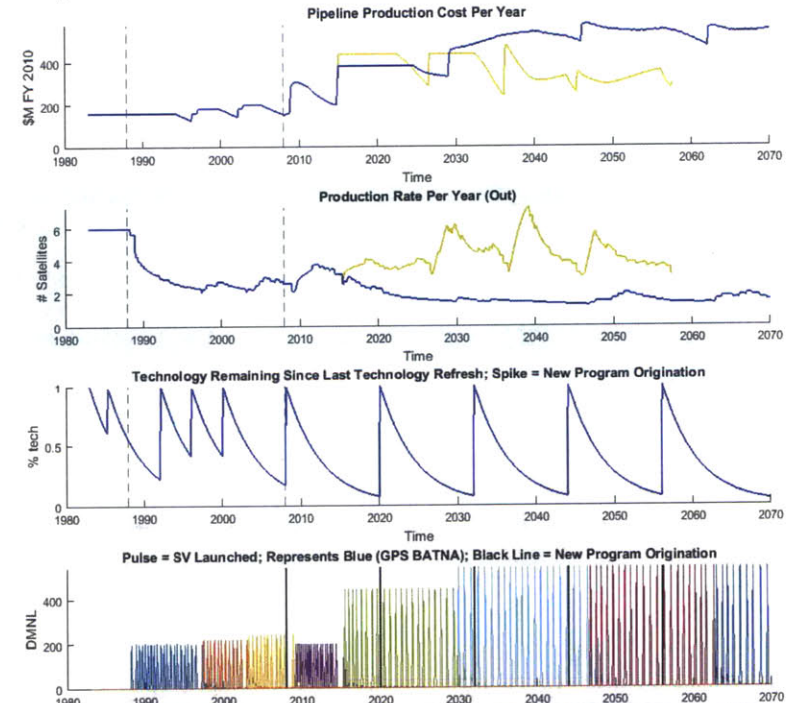 Pipeline Production Cost Per Year
$M FY 2010
400
200
0
1980 1990 2000 2010 2020 2030 2040 2050 2060 2070
Time
Production Rate Per Year (Out)
# Satellites
6
4
2
0
1980 1990 2000 2010 2020 2030 2040 2050 2060 2070
Time
Technology Remaining Since Last Technology Refresh; Spike = New Program Origination
% tech
1
0.5
0
1980 1990 2000 2010 2020 2030 2040 2050 2060 2070
Time
Pulse = SV Launched; Represents Blue (GPS BATNA); Black Line = New Program Origination
DMNL
400
200
0
1980 1990 2000 2010 2020 2030 2040 2050 2060 2070